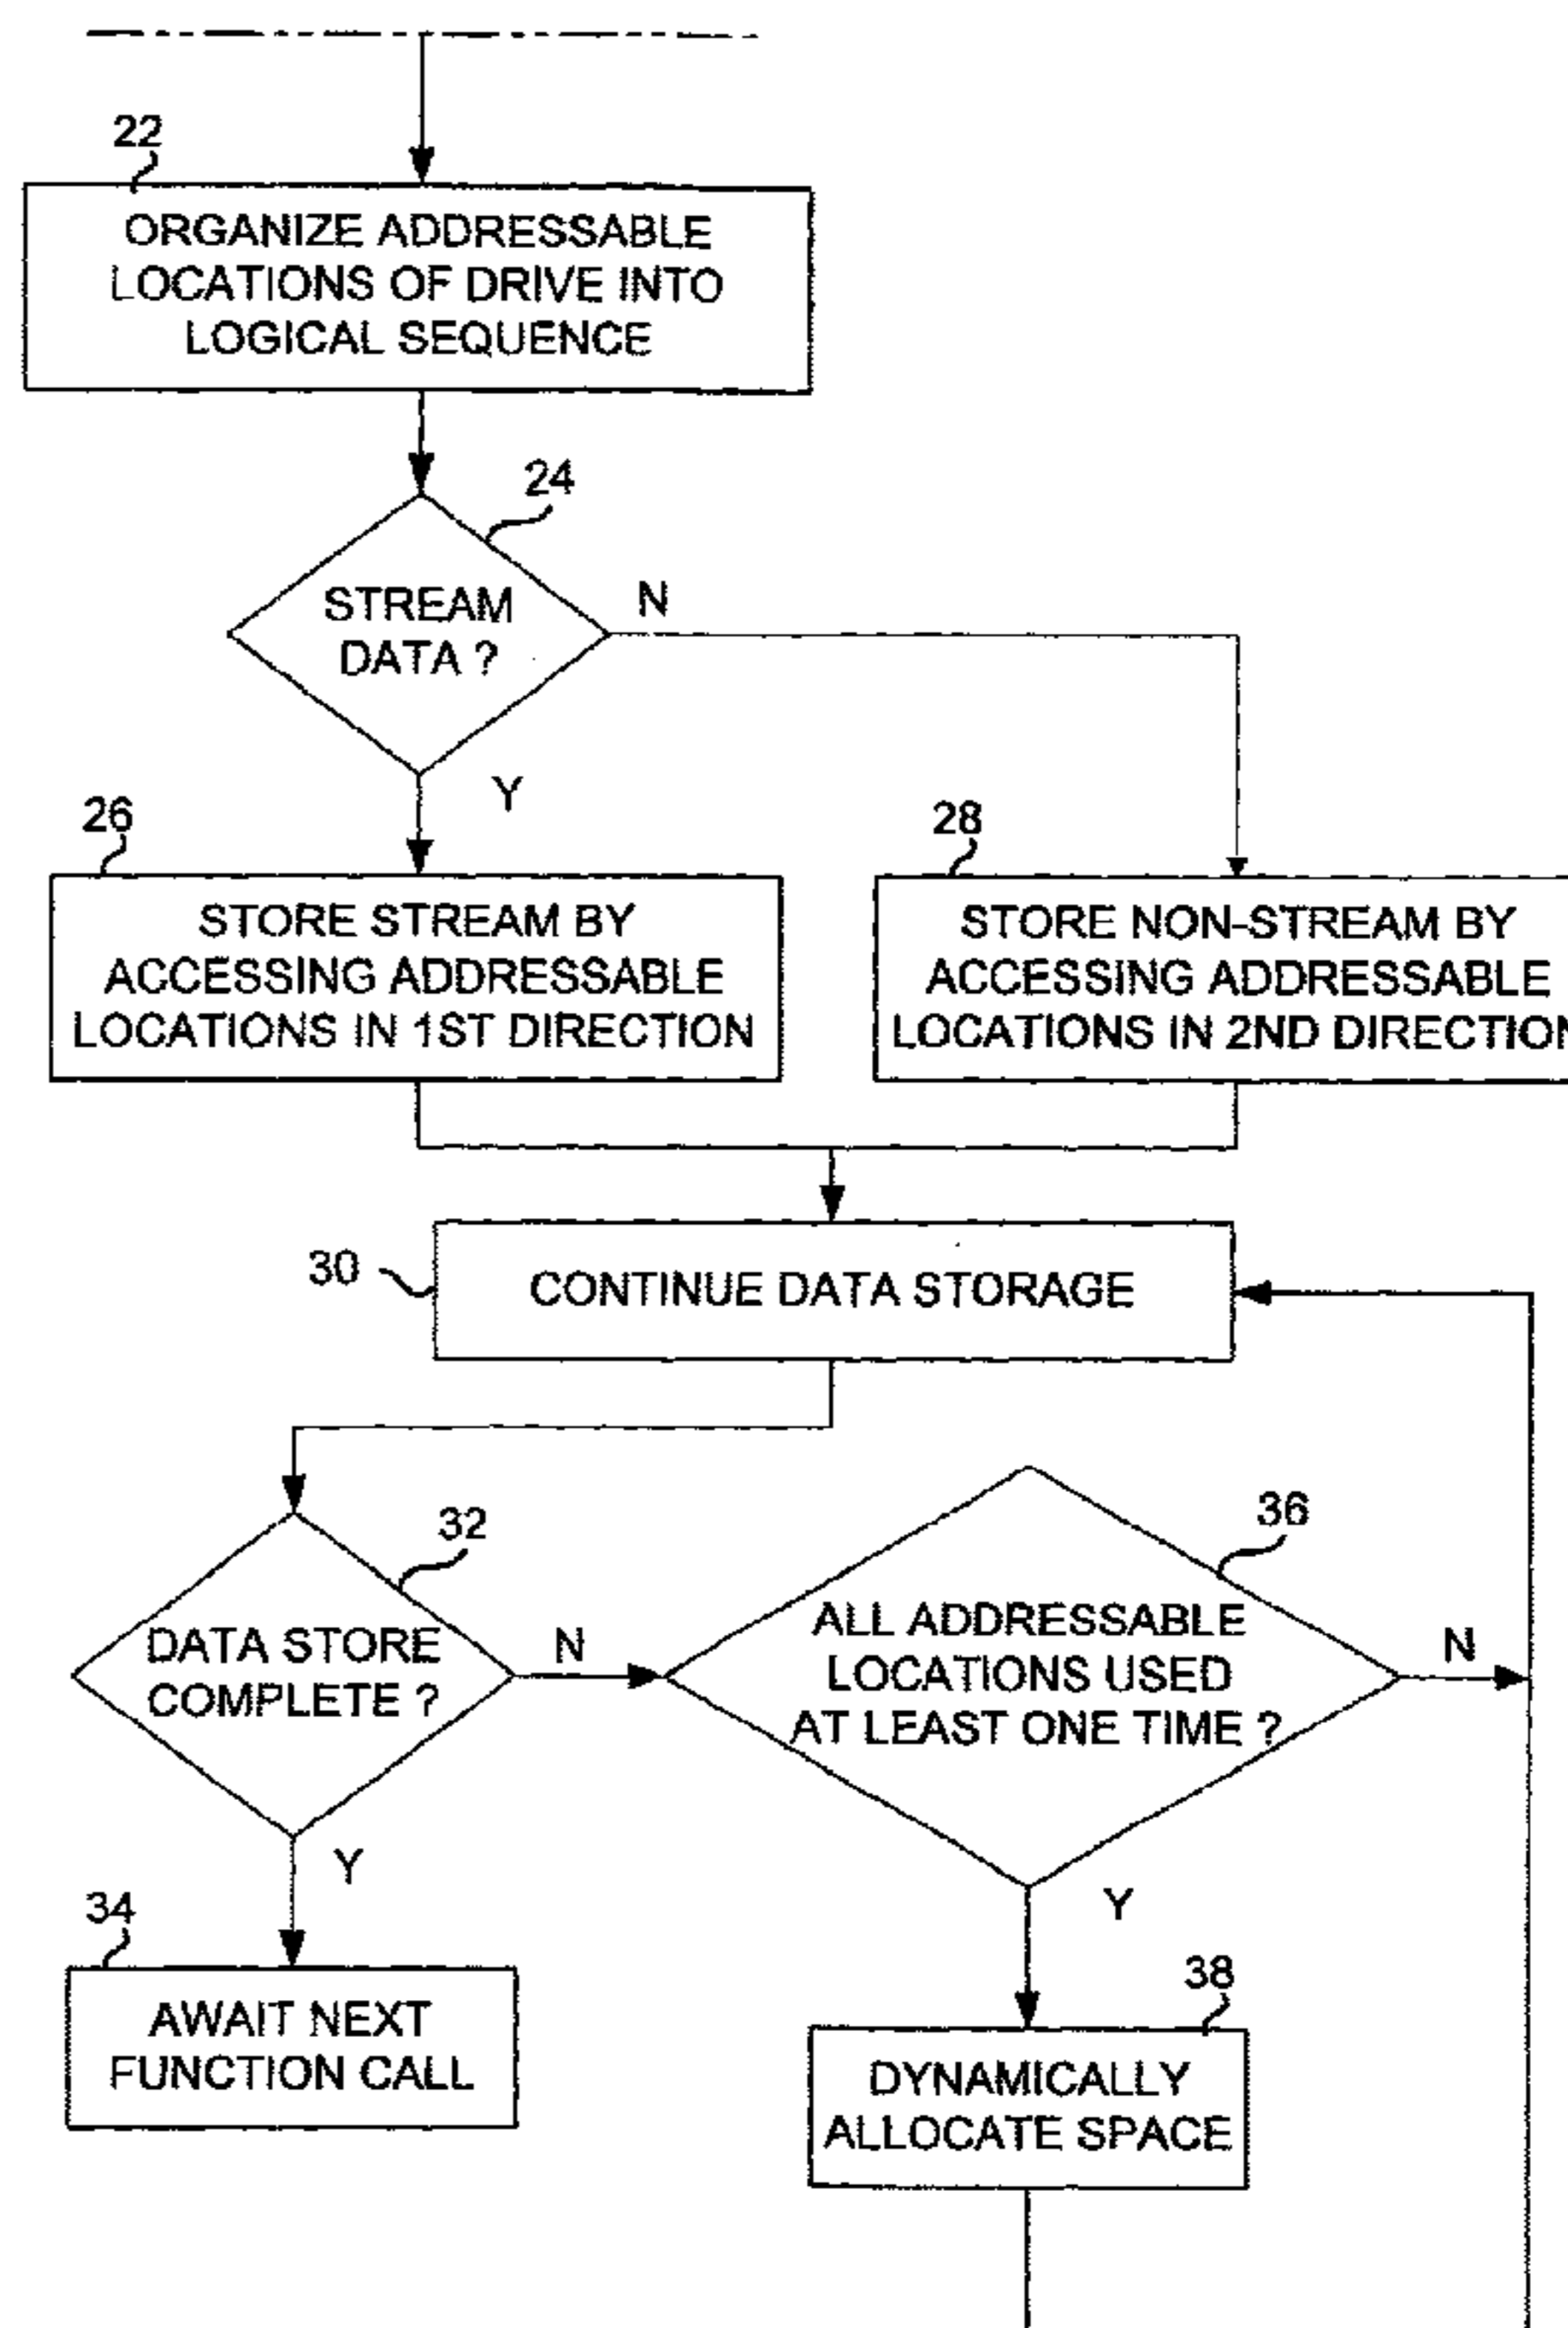 22
ORGANIZE ADDRESSABLE
LOCATIONS OF DRIVE INTO
LOGICAL SEQUENCE
24
STREAM
DATA ?
N
Y
26
STORE STREAM BY
ACCESSING ADDRESSABLE
LOCATIONS IN 1ST DIRECTION
28
STORE NON-STREAM BY
ACCESSING ADDRESSABLE
LOCATIONS IN 2ND DIRECTION
30
CONTINUE DATA STORAGE
32
DATA STORE
COMPLETE ?
N
Y
36
ALL ADDRESSABLE
LOCATIONS USED
AT LEAST ONE TIME ?
N
Y
34
AWAIT NEXT
FUNCTION CALL
38
DYNAMICALLY
ALLOCATE SPACE